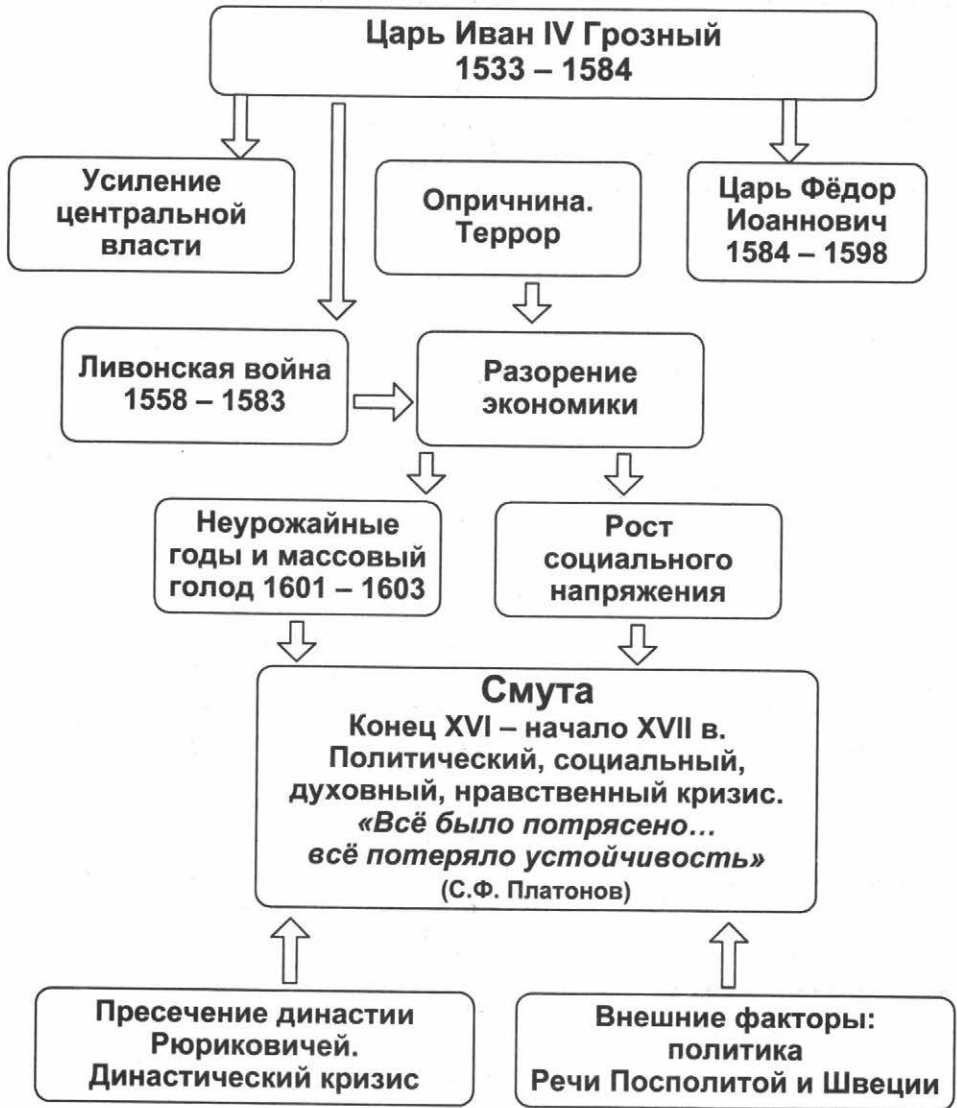 Царь Иван IV Грозный
1533 – 1584
Усиление
центральной
власти
Опричнина.
Террор
Царь Фёдор
Иоаннович
1584 – 1598
Ливонская война
1558 – 1583
Разорение
экономики
Неурожайные
годы и массовый
голод 1601 – 1603
Рост
социального
напряжения
Смута
Конец XVI – начало XVII в.
Политический, социальный,
духовный, нравственный кризис.
«Всё было потрясено…
всё потеряло устойчивость»
(С.Ф. Платонов)
Пресечение династии
Рюриковичей.
Династический кризис
Внешние факторы:
политика
Речи Посполитой и Швеции